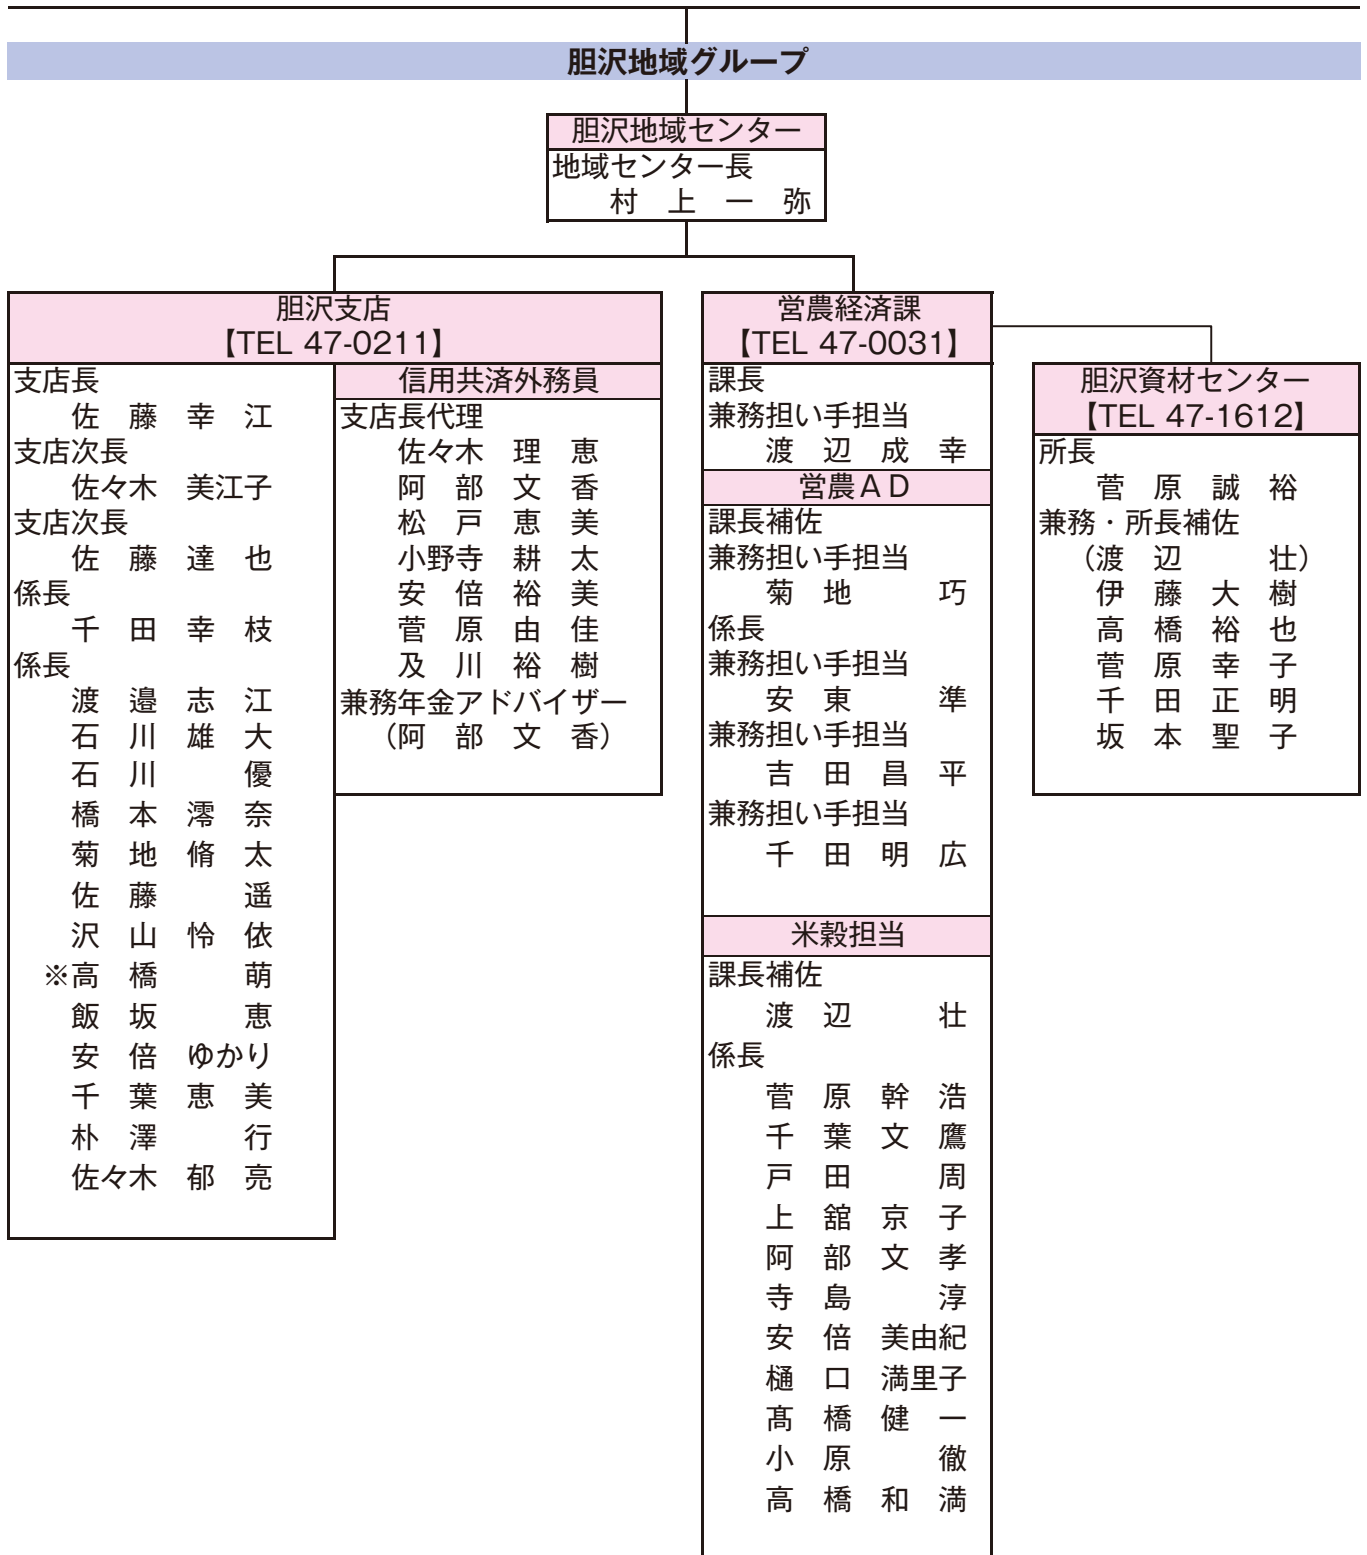 胆沢地域グループ
胆沢地域センター
地域センター長
村 上 一 弥
胆沢支店
【TEL 47-0211】
支店長
佐 藤 幸 江
支店次長
佐々木 美江子
支店次長
佐 藤 達 也
係長
千 田 幸 枝
係長
渡 邉 志 江
石 川 雄 大
石 川 優
橋 本 澪 奈
菊 地 脩 太
佐 藤 遥
沢 山 怜 依
※高 橋 萌
飯 坂 恵
安 倍 ゆかり
千 葉 恵 美
朴 澤 行
佐々木 郁 亮
信用共済外務員
支店長代理
佐々木 理 恵
阿 部 文 香
松 戸 恵 美
小野寺 耕 太
安 倍 裕 美
菅 原 由 佳
及 川 裕 樹
兼務年金アドバイザー
(阿 部 文 香)
営農経済課
【TEL 47-0031】
課長
兼務担い手担当
渡 辺 成 幸
営農AD
課長補佐
兼務担い手担当
菊 地 巧
係長
兼務担い手担当
安 東 準
兼務担い手担当
吉 田 昌 平
兼務担い手担当
千 田 明 広
米穀担当
課長補佐
渡 辺 壮
係長
菅 原 幹 浩
千 葉 文 鷹
戸 田 周
上 舘 京 子
阿 部 文 孝
寺 島 淳
安 倍 美由紀
樋 口 満里子
髙 橋 健 一
小 原 徹
高 橋 和 満
胆沢資材センター
【TEL 47-1612】
所長
菅 原 誠 裕
兼務・所長補佐
(渡 辺 壮)
伊 藤 大 樹
高 橋 裕 也
菅 原 幸 子
千 田 正 明
坂 本 聖 子